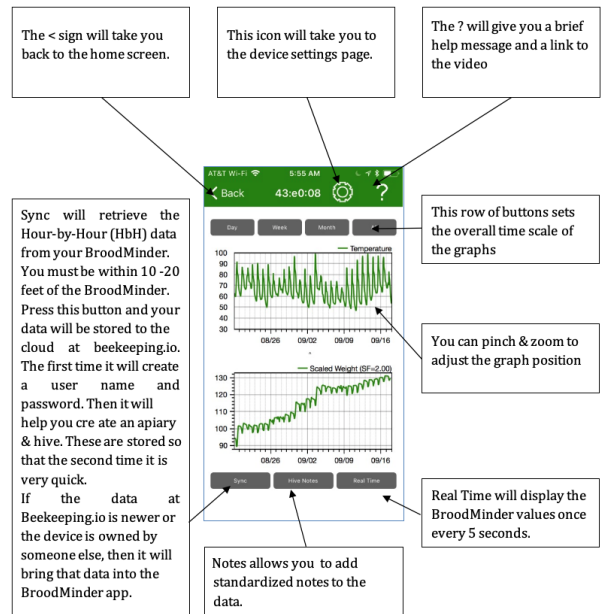 The < sign will take you
back to the home screen.
This icon will take you to
the device settings page.
The ? will give you a brief
help message and a link to
the video
AT&T Wi-Fi
5:55 AM
Back
43:e0:08
?
Day
Week
Month
Temperature
100
90
80
70
60
50
40
30
08/26
09/02
09/09
09/16
Scaled Weight (SF=2.00)
130
120
110
100
90
08/26
09/02
09/09
09/16
Sync
Hive Notes
Real Time
Sync will retrieve the
Hour-by-Hour (HbH) data
from your BroodMinder.
You must be within 10 -20
feet of the BroodMinder.
Press this button and your
data will be stored to the
cloud at beekeeping.io.
The first time it will create
a user name and
password. Then it will
help you cre ate an apiary
& hive. These are stored so
that the second time it is
very quick.
If the data at
Beekeeping.io is newer or
the device is owned by
someone else, then it will
bring that data into the
BroodMinder app.
This row of buttons sets
the overall time scale of
the graphs
You can pinch & zoom to
adjust the graph position
Real Time will display the
BroodMinder values once
every 5 seconds.
Notes allows you to add
standardized notes to the
data.